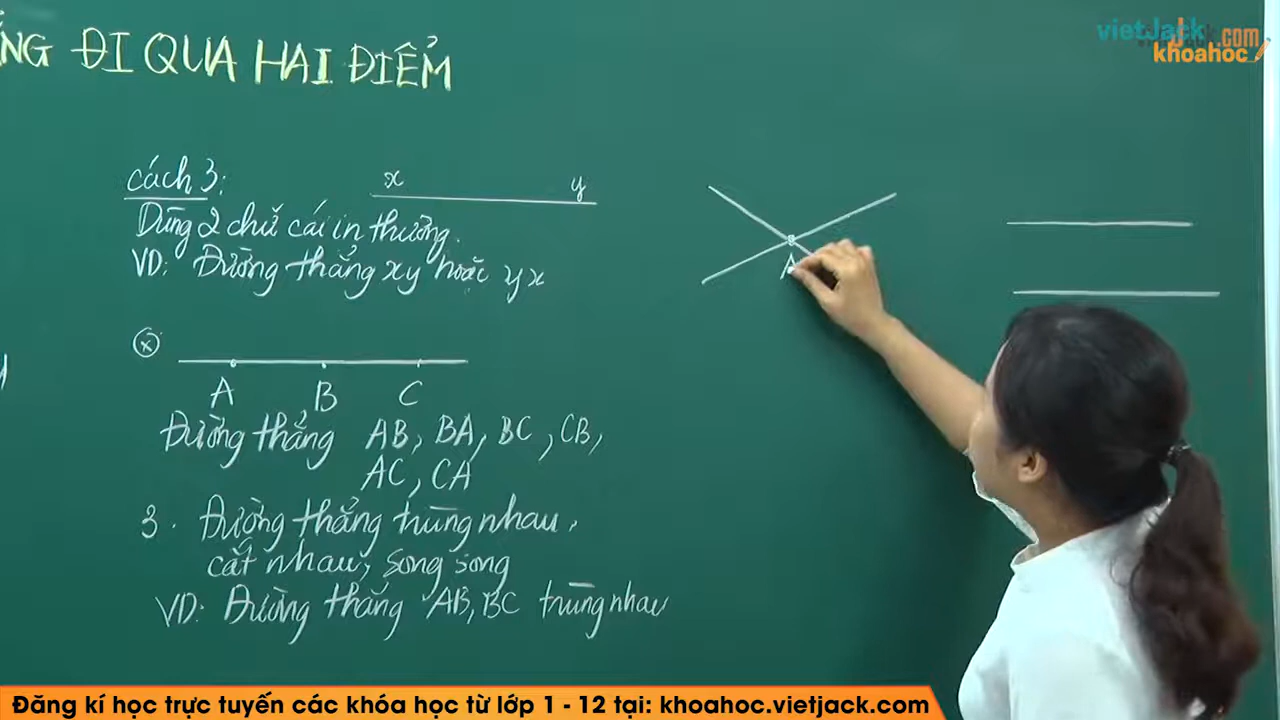 ĐI QUA HAI ĐIỂM
vietJack.com
khoahoc
cách 3:
x y
Dùng 2 chữ cái in thường.
VD: Đường thẳng xy hoặc yx
x
A B C
Đường thẳng AB, BA, BC, CB,
AC, CA
3. Đường thẳng trùng nhau,
cắt nhau, song song
VD: Đường thẳng AB, BC trùng nhau
A
Đăng kí học trực tuyến các khóa học từ lớp 1 - 12 tại: khoahoc.vietjack.com